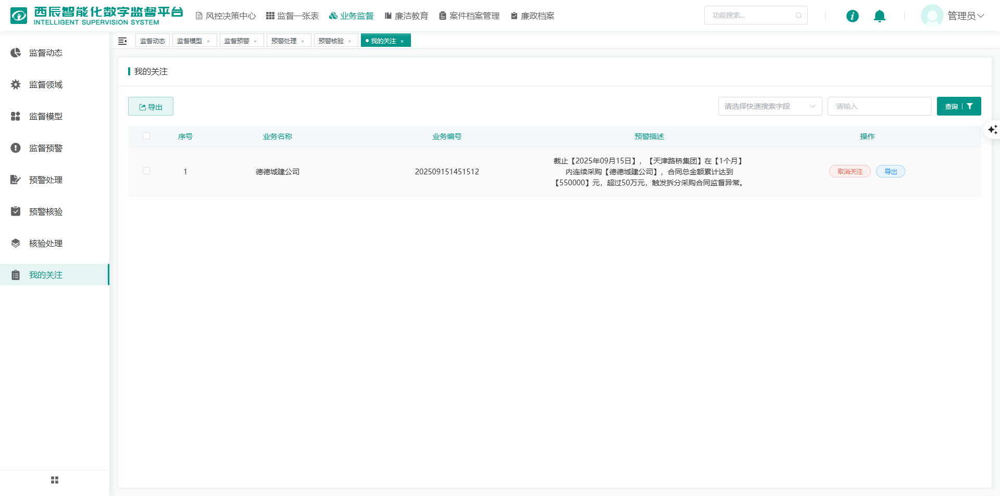 西辰智能化数字监督平台
INTELLIGENT SUPERVISION SYSTEM
风控决策中心
监督一张表
业务监督
廉洁教育
案件档案管理
廉政档案
功能搜索...
管理员
监督动态
监督模型 ×
监督预警 ×
预警处理 ×
预警核验 ×
我的关注 ×
监督动态
监督领域
监督模型
监督预警
预警处理
预警核验
核验处理
我的关注
我的关注
导出
请选择快速搜索字段
请输入
查询
序号 业务名称 业务编号 预警描述 操作
1 德德城建公司 202509151451512
截止【2025年09月15日】，【天津路桥集团】在【1个月】
内连续采购【德德城建公司】，合同总金额累计达到
【550000】元，超过50万元，触发拆分采购合同监督异常。
取消关注 导出